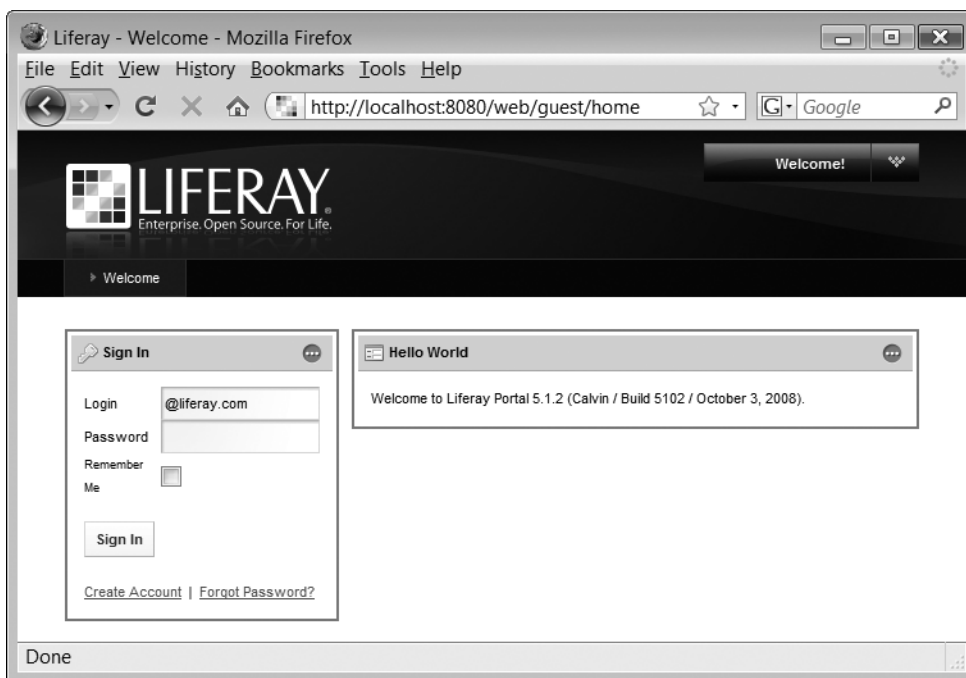 Liferay - Welcome - Mozilla Firefox
File Edit View History Bookmarks Tools Help
http://localhost:8080/web/guest/home
G Google
Welcome!
LIFERAY®
Enterprise. Open Source. For Life.
Welcome
Sign In
Login @liferay.com
Password
Remember
Me
Sign In
Create Account | Forgot Password?
Hello World
Welcome to Liferay Portal 5.1.2 (Calvin / Build 5102 / October 3, 2008).
Done